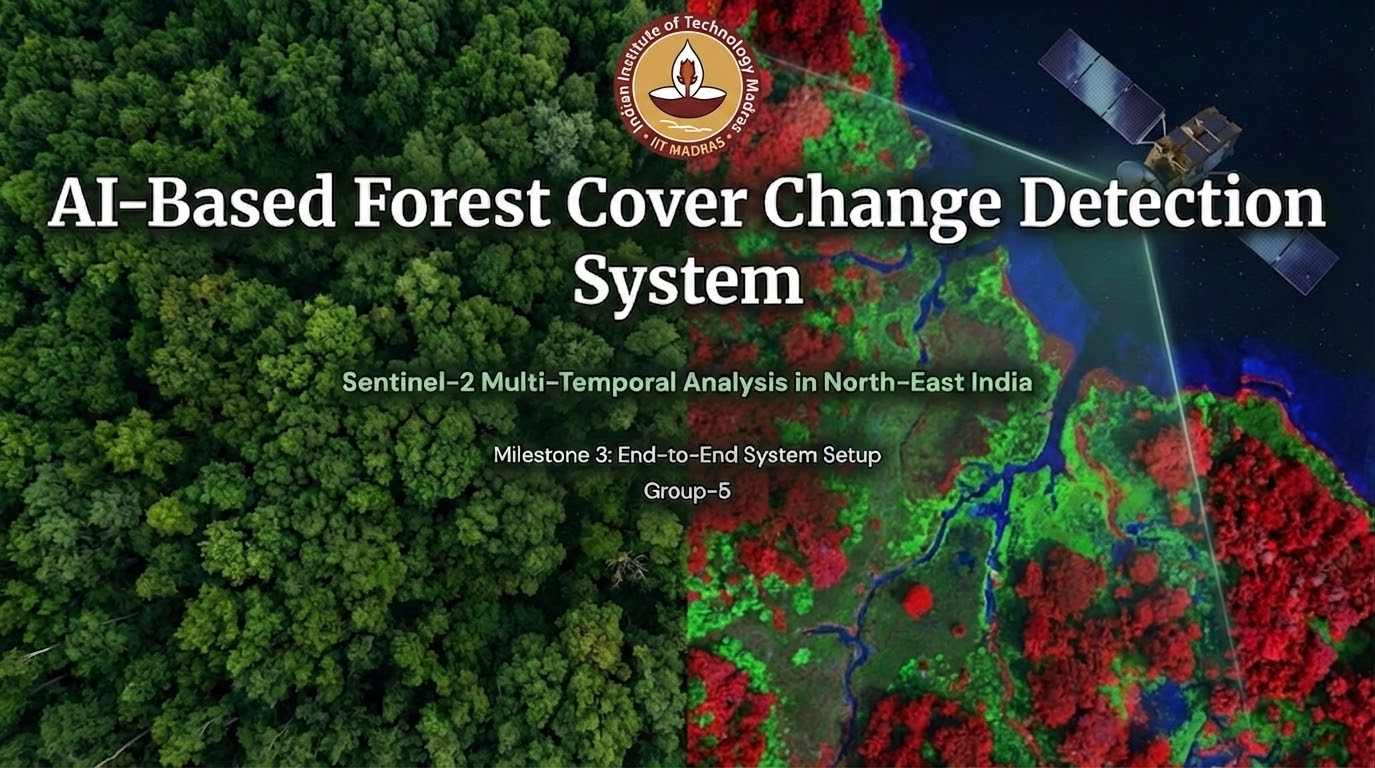 Indian Institute of Technology Madras
• IIT MADRAS •
AI-Based Forest Cover Change Detection
System
Sentinel-2 Multi-Temporal Analysis in North-East India
Milestone 3: End-to-End System Setup
Group-5